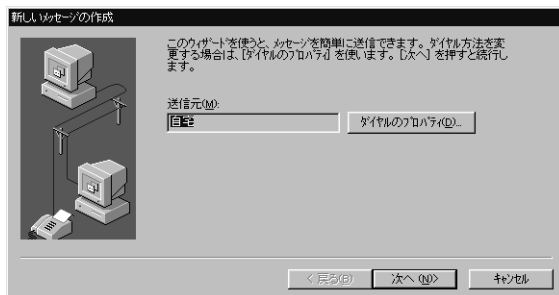 新しいﾒｯｾｰｼﾞの作成
このｳｨｻﾞｰﾄﾞを使うと、ﾒｯｾｰｼﾞを簡単に送信できます。ﾀﾞｲﾔﾙ方法を変
更する場合は、[ﾀﾞｲﾔﾙのﾌﾟﾛﾊﾟﾃｨ] を使います。[次へ] を押すと続行し
ます。
送信元(M):
自宅
ﾀﾞｲﾔﾙのﾌﾟﾛﾊﾟﾃｨ(D)...
< 戻る(B)
次へ (N)>
ｷｬﾝｾﾙ